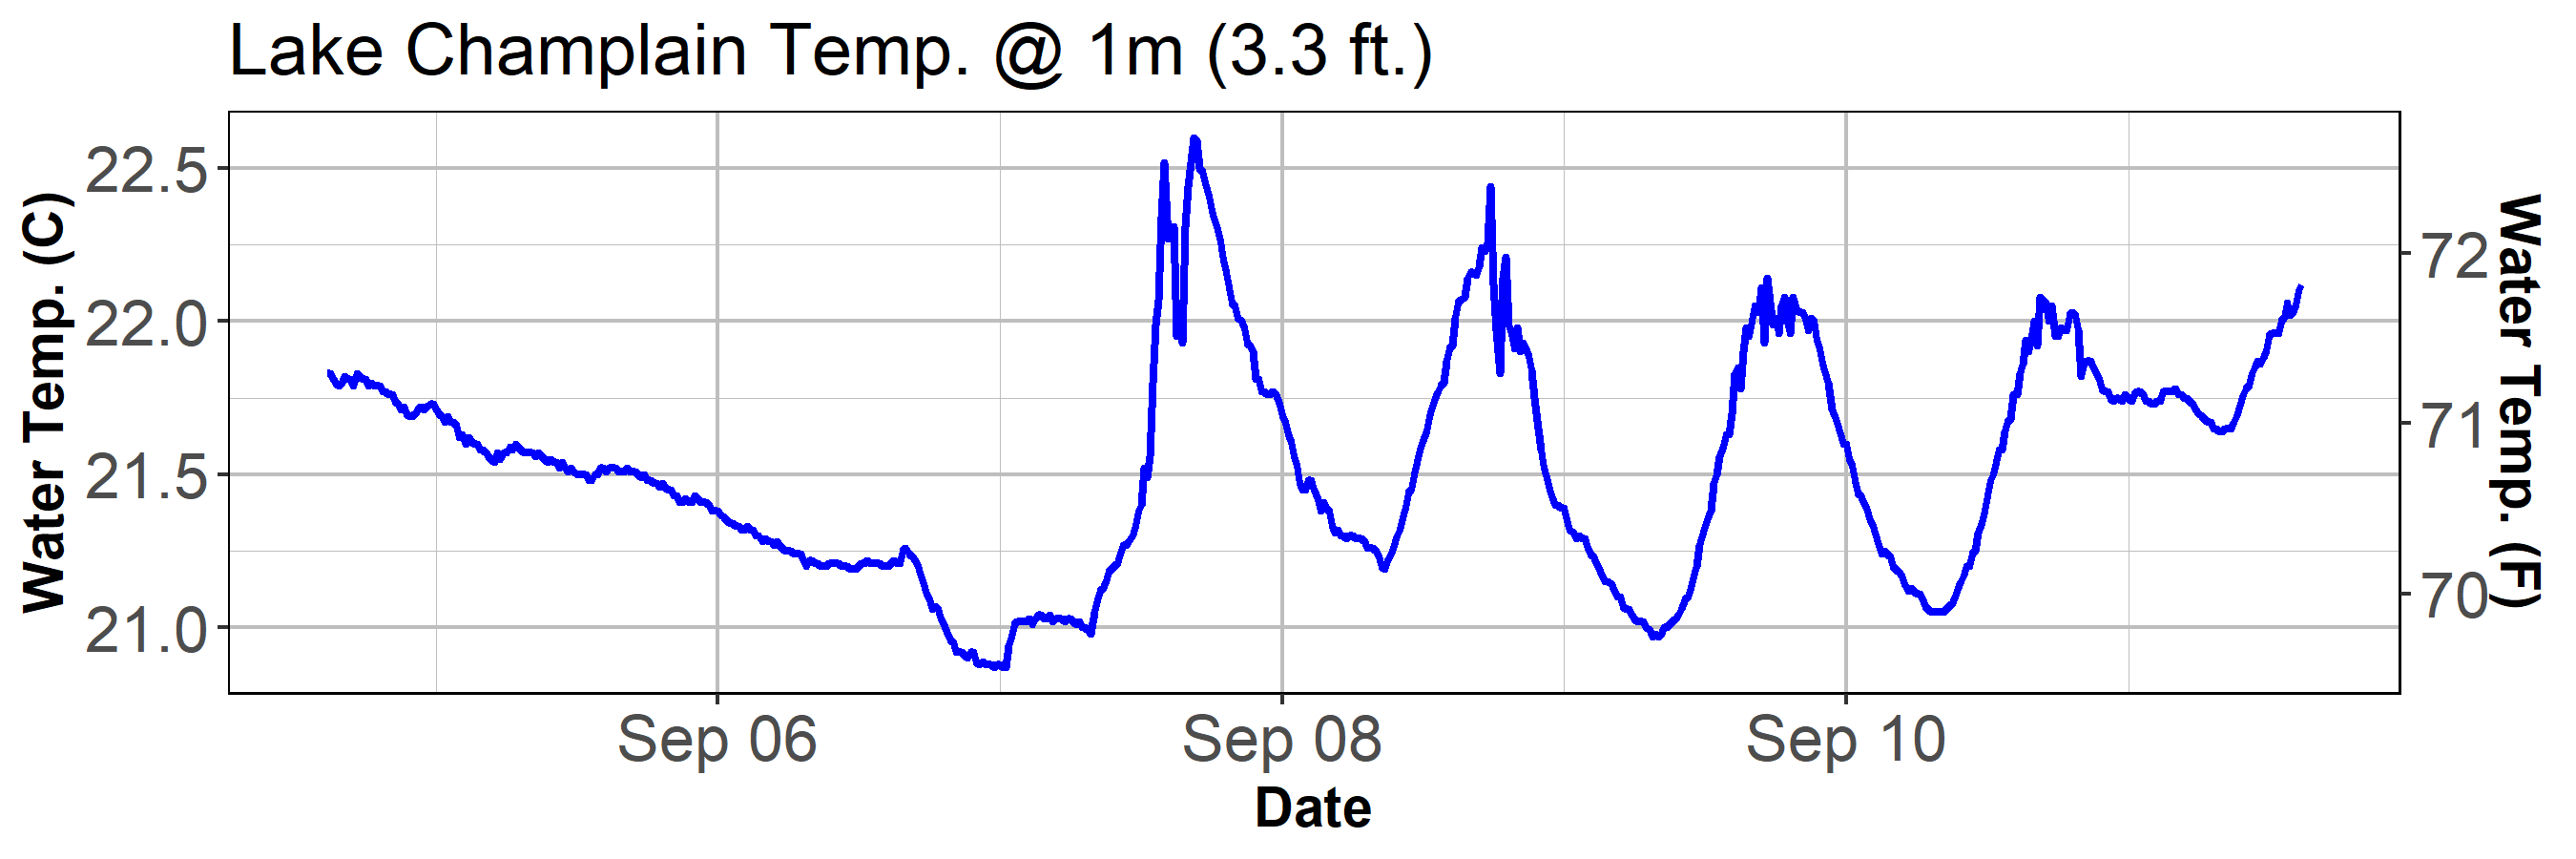 Lake Champlain Temp. @ 1m (3.3 ft.)
Water Temp. (C)
22.5
22.0
21.5
21.0
72
71
70
Water Temp. (F)
Sep 06
Sep 08
Sep 10
Date